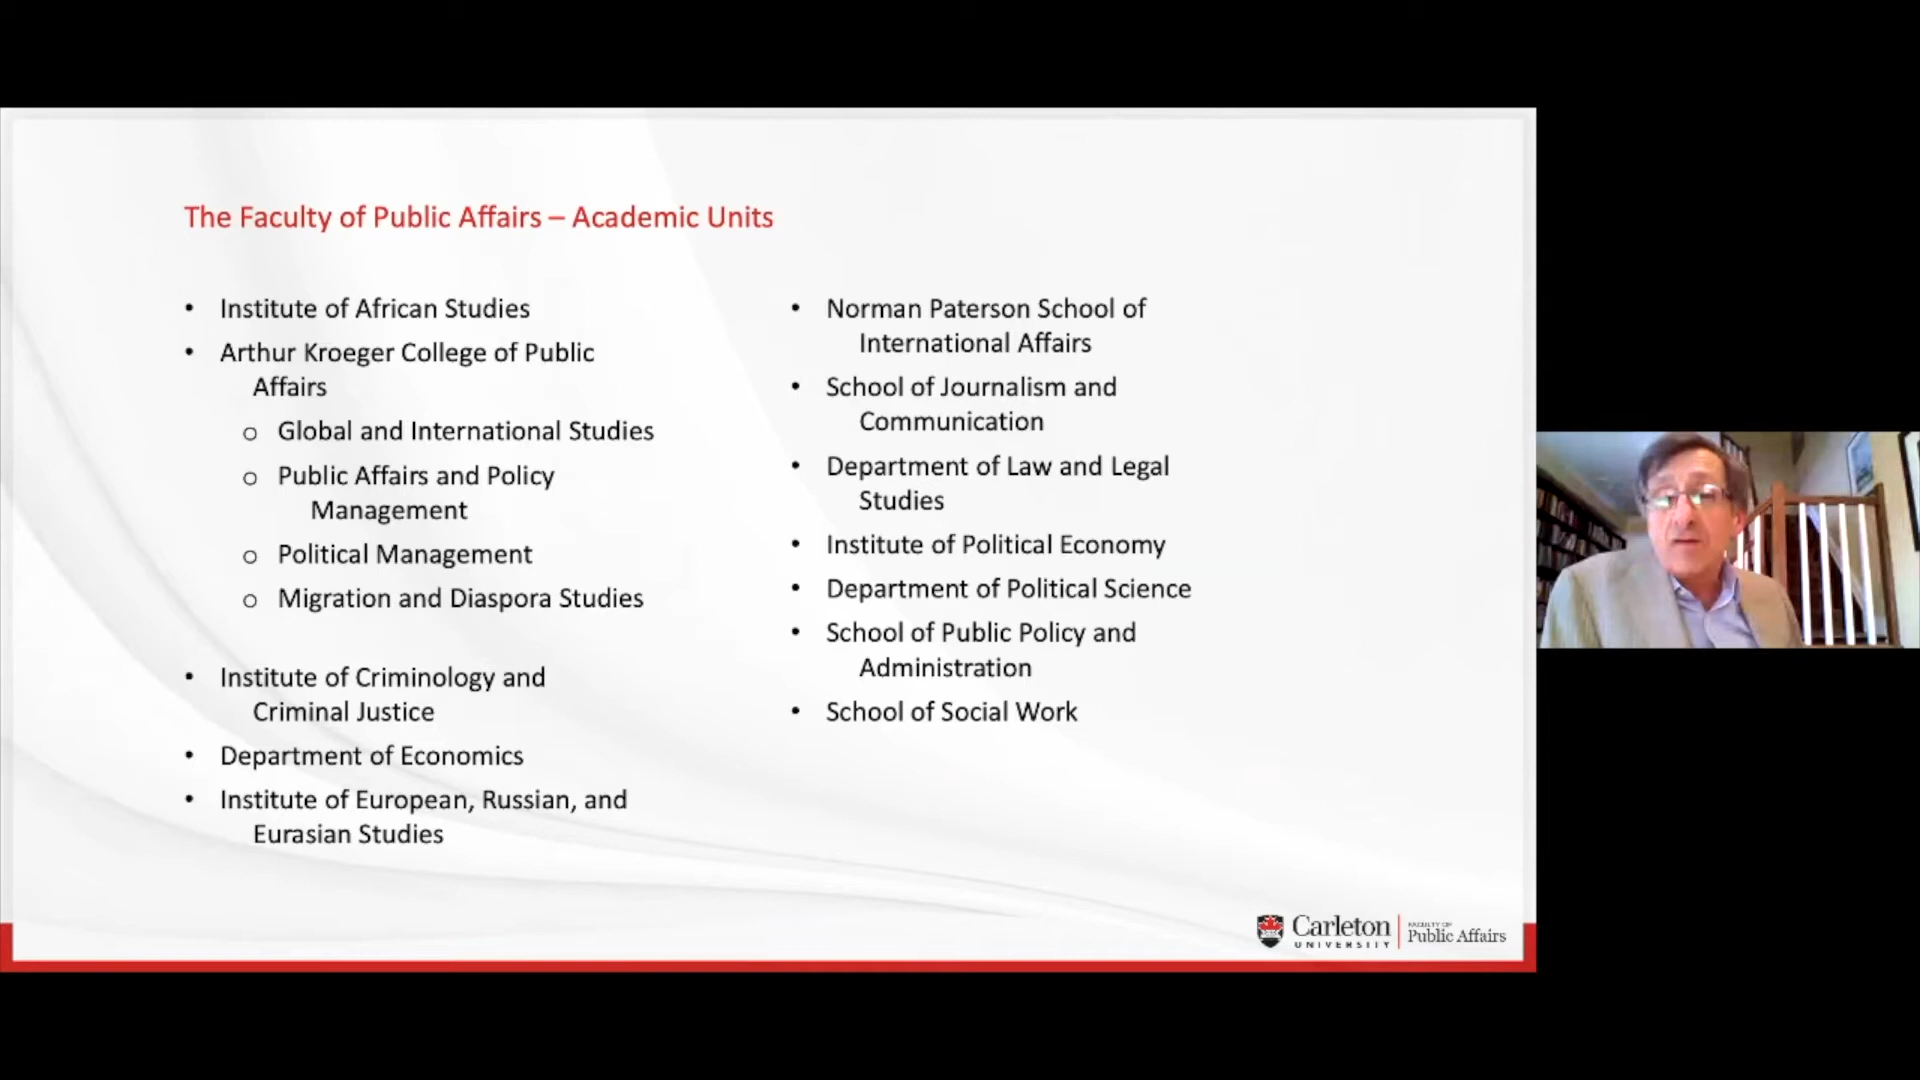 The Faculty of Public Affairs – Academic Units
• Institute of African Studies
• Arthur Kroeger College of Public
Affairs
o Global and International Studies
o Public Affairs and Policy
Management
o Political Management
o Migration and Diaspora Studies
• Institute of Criminology and
Criminal Justice
• Department of Economics
• Institute of European, Russian, and
Eurasian Studies
• Norman Paterson School of
International Affairs
• School of Journalism and
Communication
• Department of Law and Legal
Studies
• Institute of Political Economy
• Department of Political Science
• School of Public Policy and
Administration
• School of Social Work
Carleton
UNIVERSITY
FACULTY OF
Public Affairs